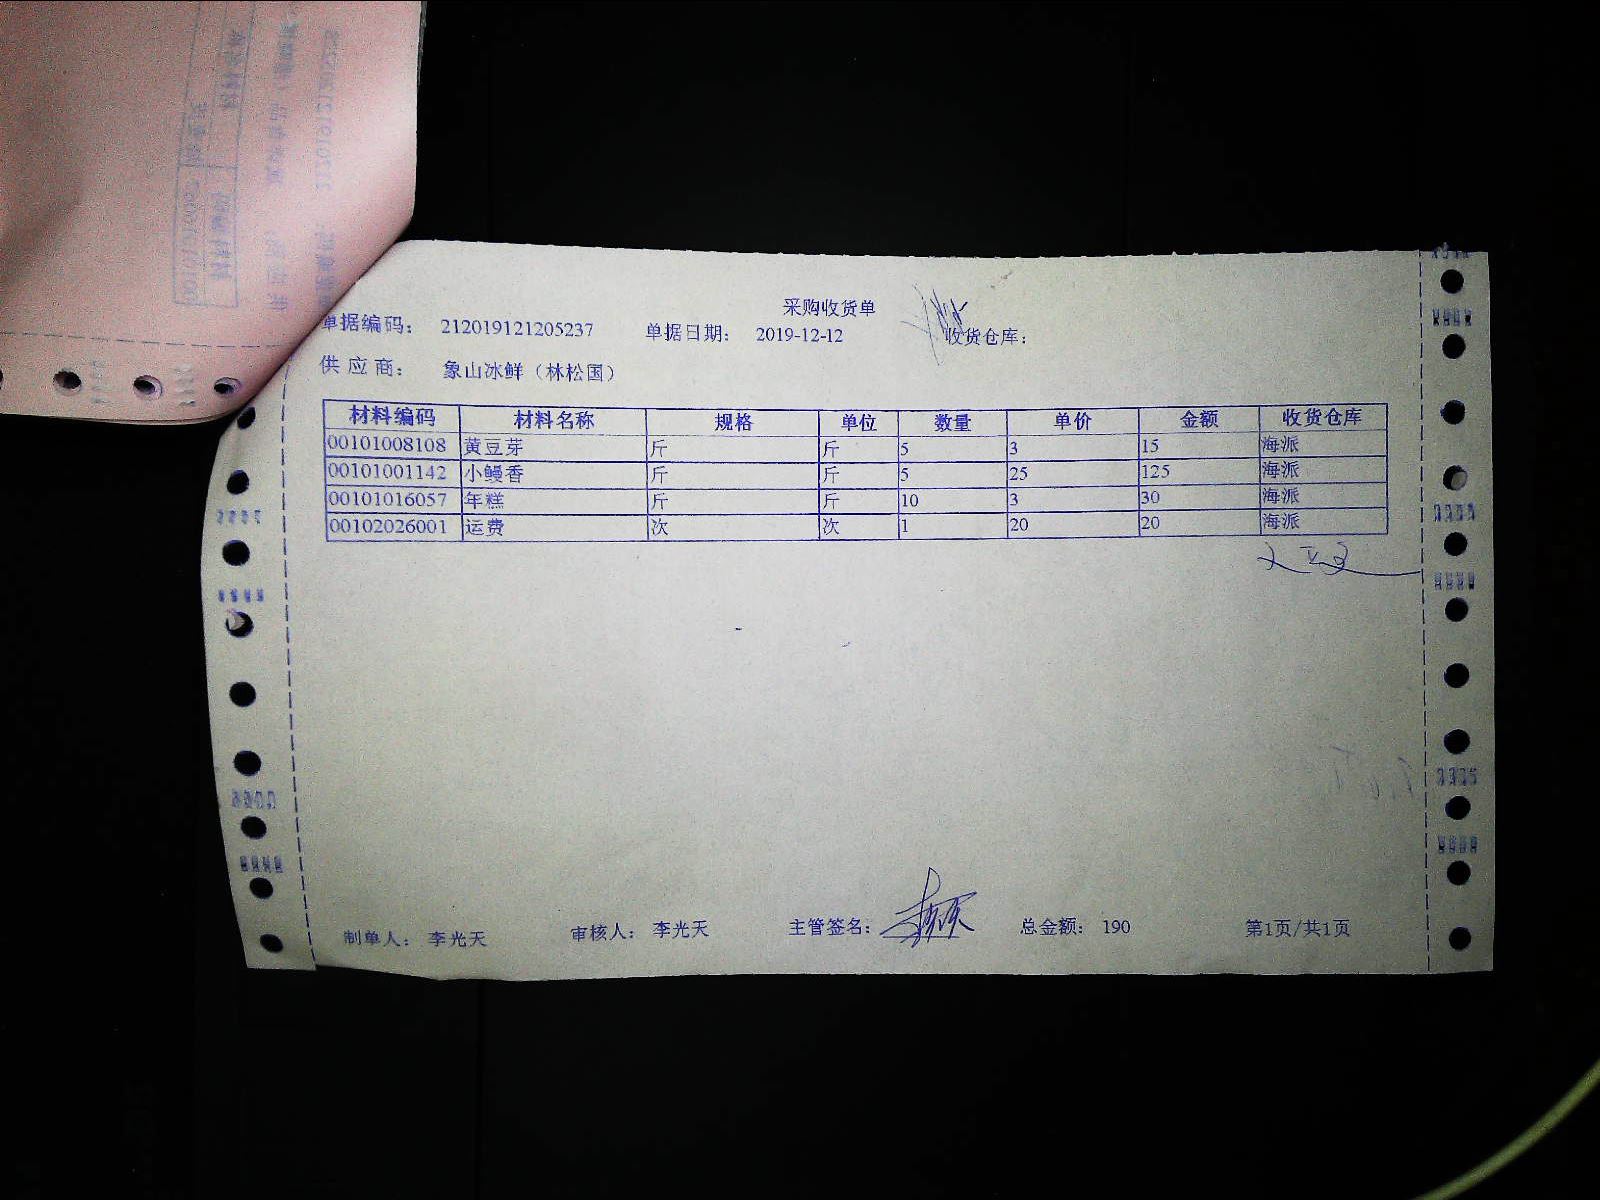 采购收货单
单据编码： 212019121205237 单据日期： 2019-12-12 收货仓库：
供应商： 象山冰鲜（林松国）
材料编码 材料名称 规格 单位 数量 单价 金额 收货仓库
00101008108 黄豆芽 斤 斤 5 3 15 海派
00101001142 小鳗香 斤 斤 5 25 125 海派
00101016057 年糕 斤 斤 10 3 30 海派
00102026001 运费 次 次 1 20 20 海派
制单人： 李光天 审核人： 李光天 主管签名： 总金额： 190 第1页/共1页